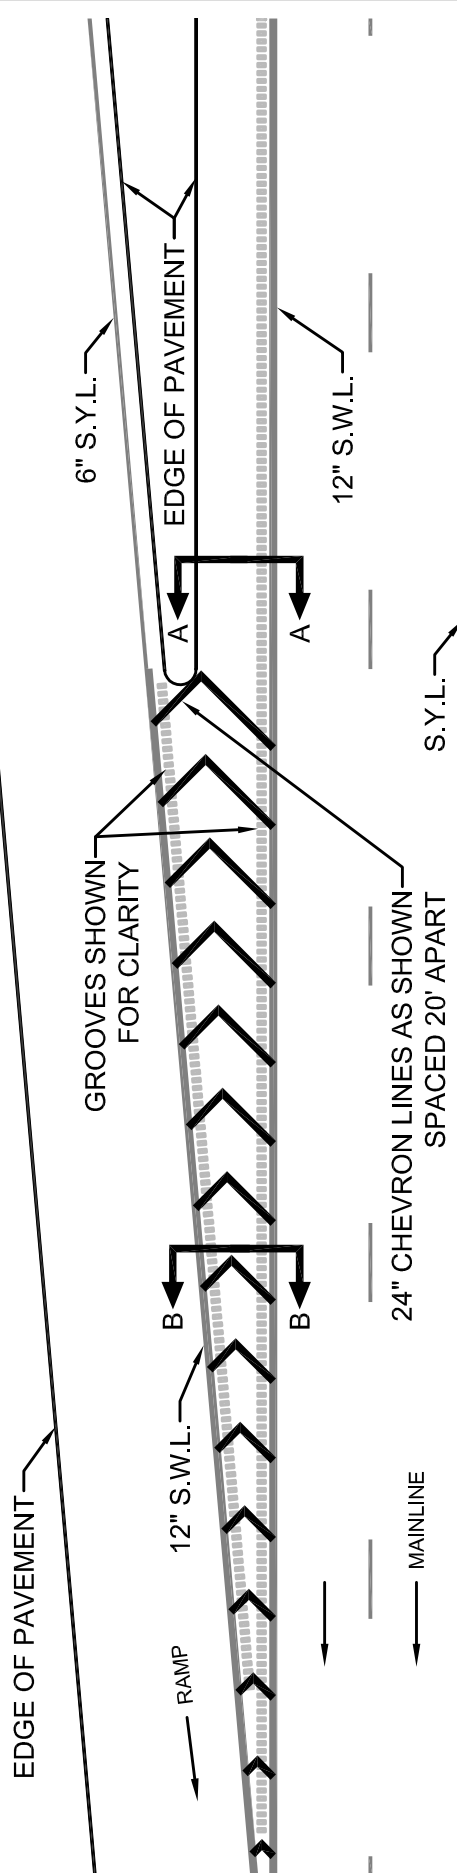 EDGE OF PAVEMENT
6" S.Y.L.
12" S.W.L.
A
A
S.Y.L.
GROOVES SHOWN
FOR CLARITY
24" CHEVRON LINES AS SHOWN
SPACED 20' APART
B
B
12" S.W.L.
EDGE OF PAVEMENT
RAMP
MAINLINE